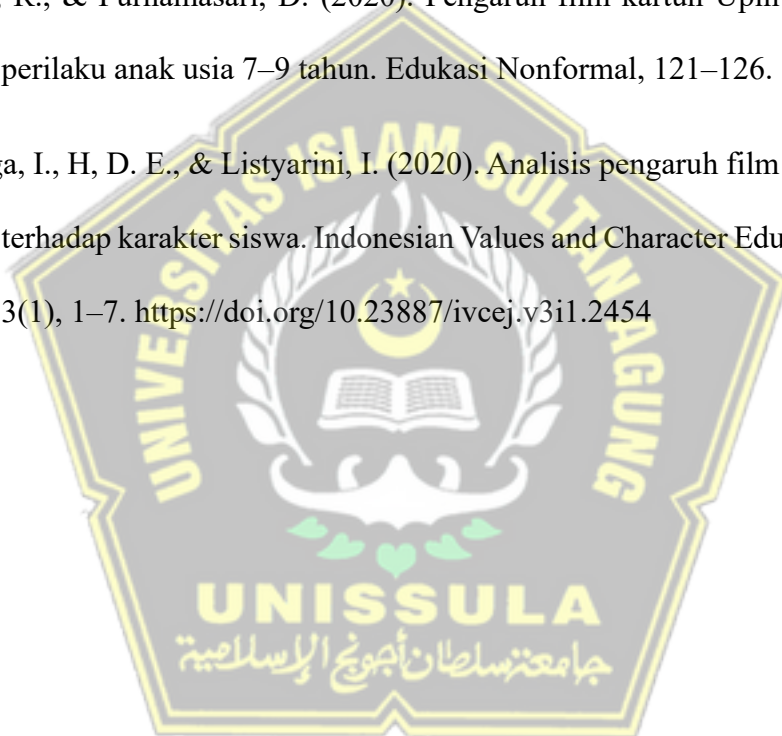 R., & Purnamasari, D. (2020). Pengaruh film kartun Upin
perilaku anak usia 7–9 tahun. Edukasi Nonformal, 121–126.
ga, I., H, D. E., & Listyarini, I. (2020). Analisis pengaruh film
terhadap karakter siswa. Indonesian Values and Character Edu
3(1), 1–7. https://doi.org/10.23887/ivcej.v3i1.2454
UNIVERSITAS ISLAM SULTAN AGUNG
UNISSULA
جامعتسلطان أجونج الإسلامية